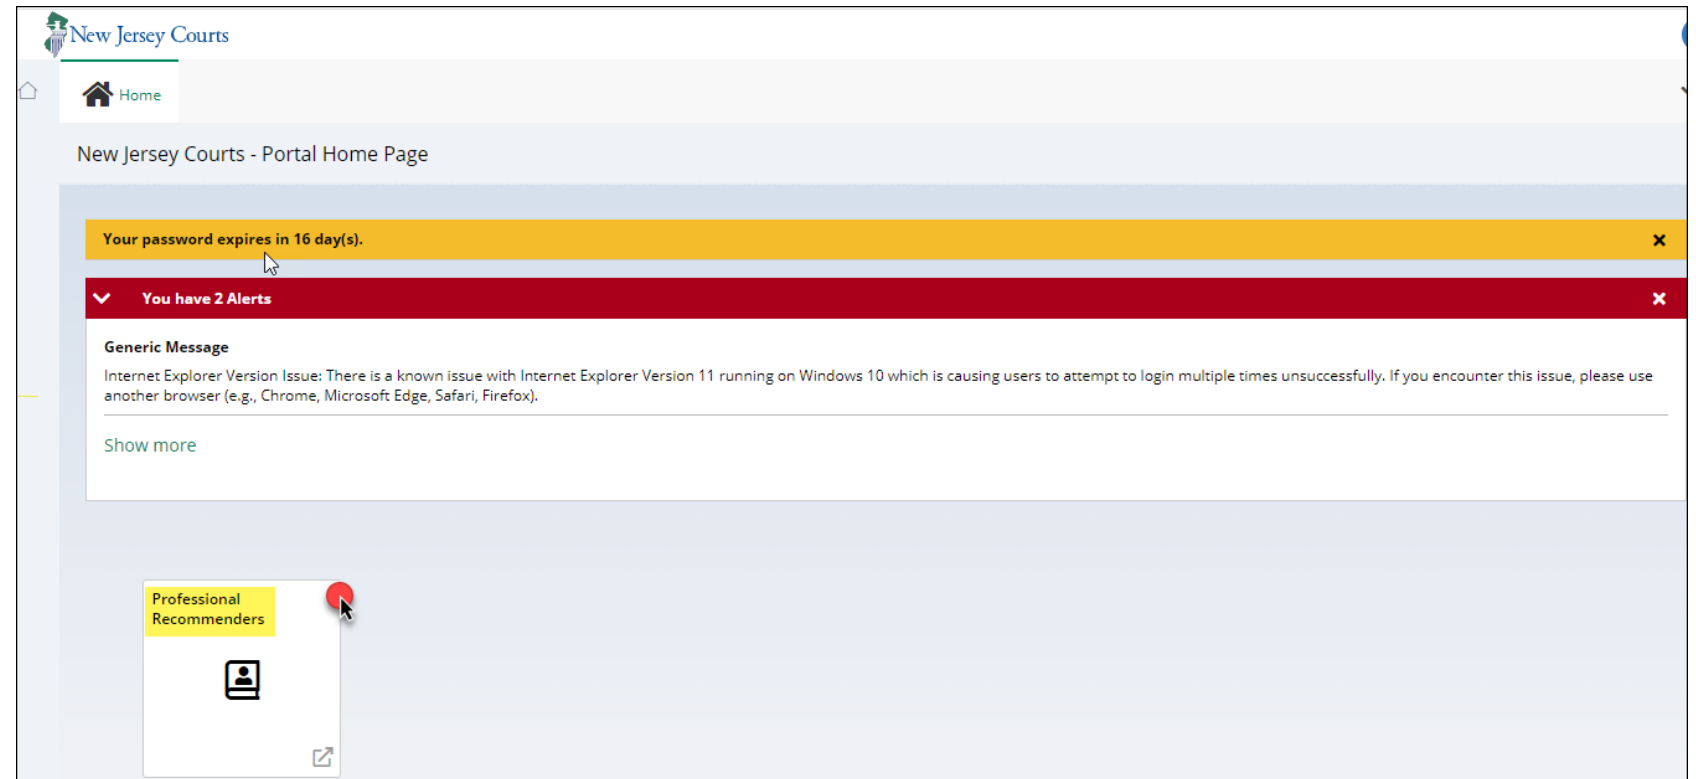 New Jersey Courts
Home
New Jersey Courts - Portal Home Page
Your password expires in 16 day(s).
You have 2 Alerts
Generic Message
Internet Explorer Version Issue: There is a known issue with Internet Explorer Version 11 running on Windows 10 which is causing users to attempt to login multiple times unsuccessfully. If you encounter this issue, please use
another browser (e.g., Chrome, Microsoft Edge, Safari, Firefox).
Show more
Professional
Recommenders